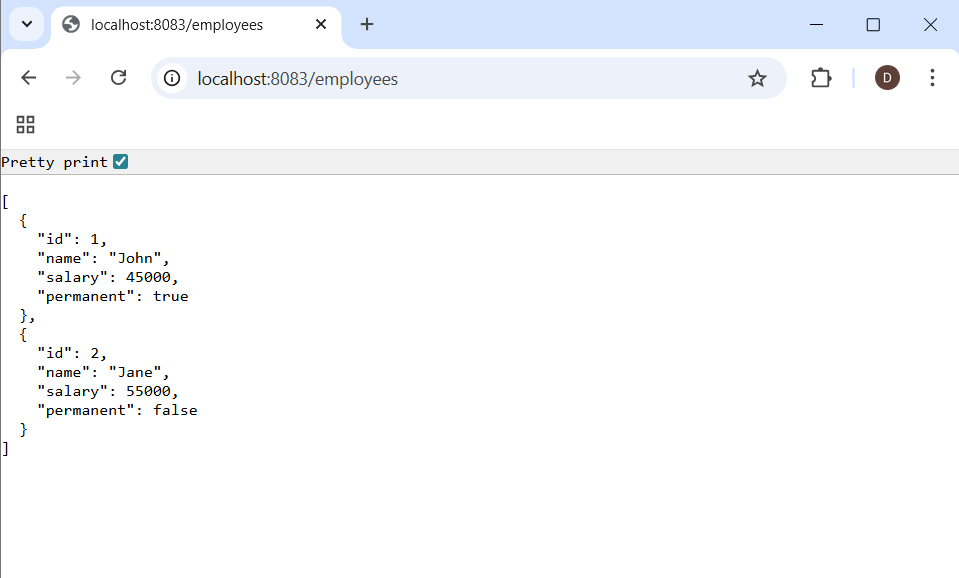 localhost:8083/employees
localhost:8083/employees
D
Pretty print
[
  {
    "id": 1,
    "name": "John",
    "salary": 45000,
    "permanent": true
  },
  {
    "id": 2,
    "name": "Jane",
    "salary": 55000,
    "permanent": false
  }
]